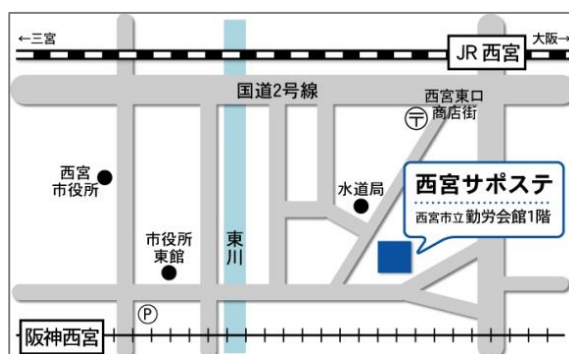 ←三宮
大阪→
JR 西宮
国道2号線
西宮東口
商店街
〒
西宮
市役所
水道局
西宮サポステ
西宮市立勤労会館1階
市役所
東館
東川
P
阪神西宮